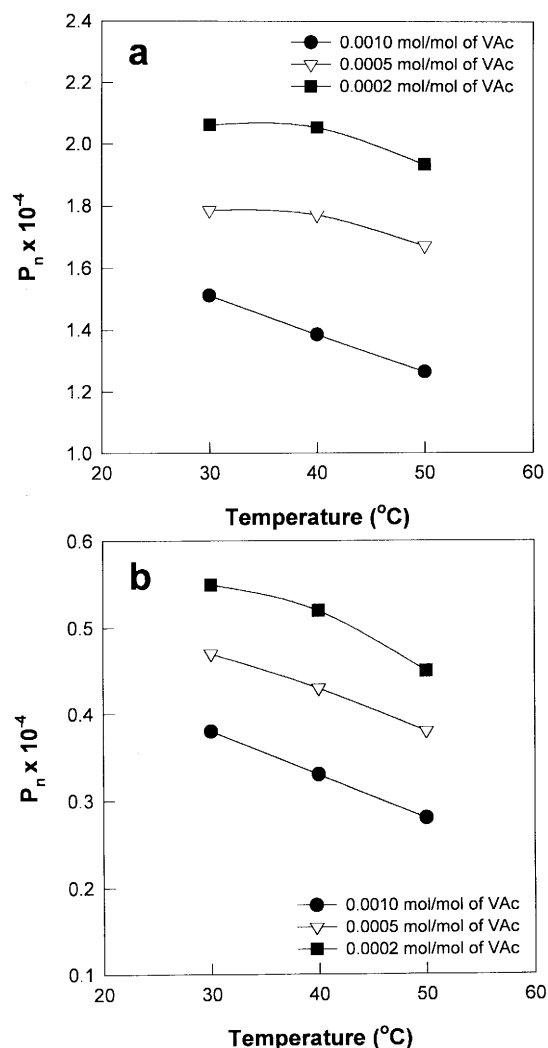 a
0.0010 mol/mol of VAc
0.0005 mol/mol of VAc
0.0002 mol/mol of VAc
2.4
2.2
2.0
1.8
1.6
1.4
1.2
1.0
Pn x 10-4
20 30 40 50 60
Temperature (oC)
b
0.6
0.5
0.4
0.3
0.2
0.1
Pn x 10-4
0.0010 mol/mol of VAc
0.0005 mol/mol of VAc
0.0002 mol/mol of VAc
20 30 40 50 60
Temperature (oC)